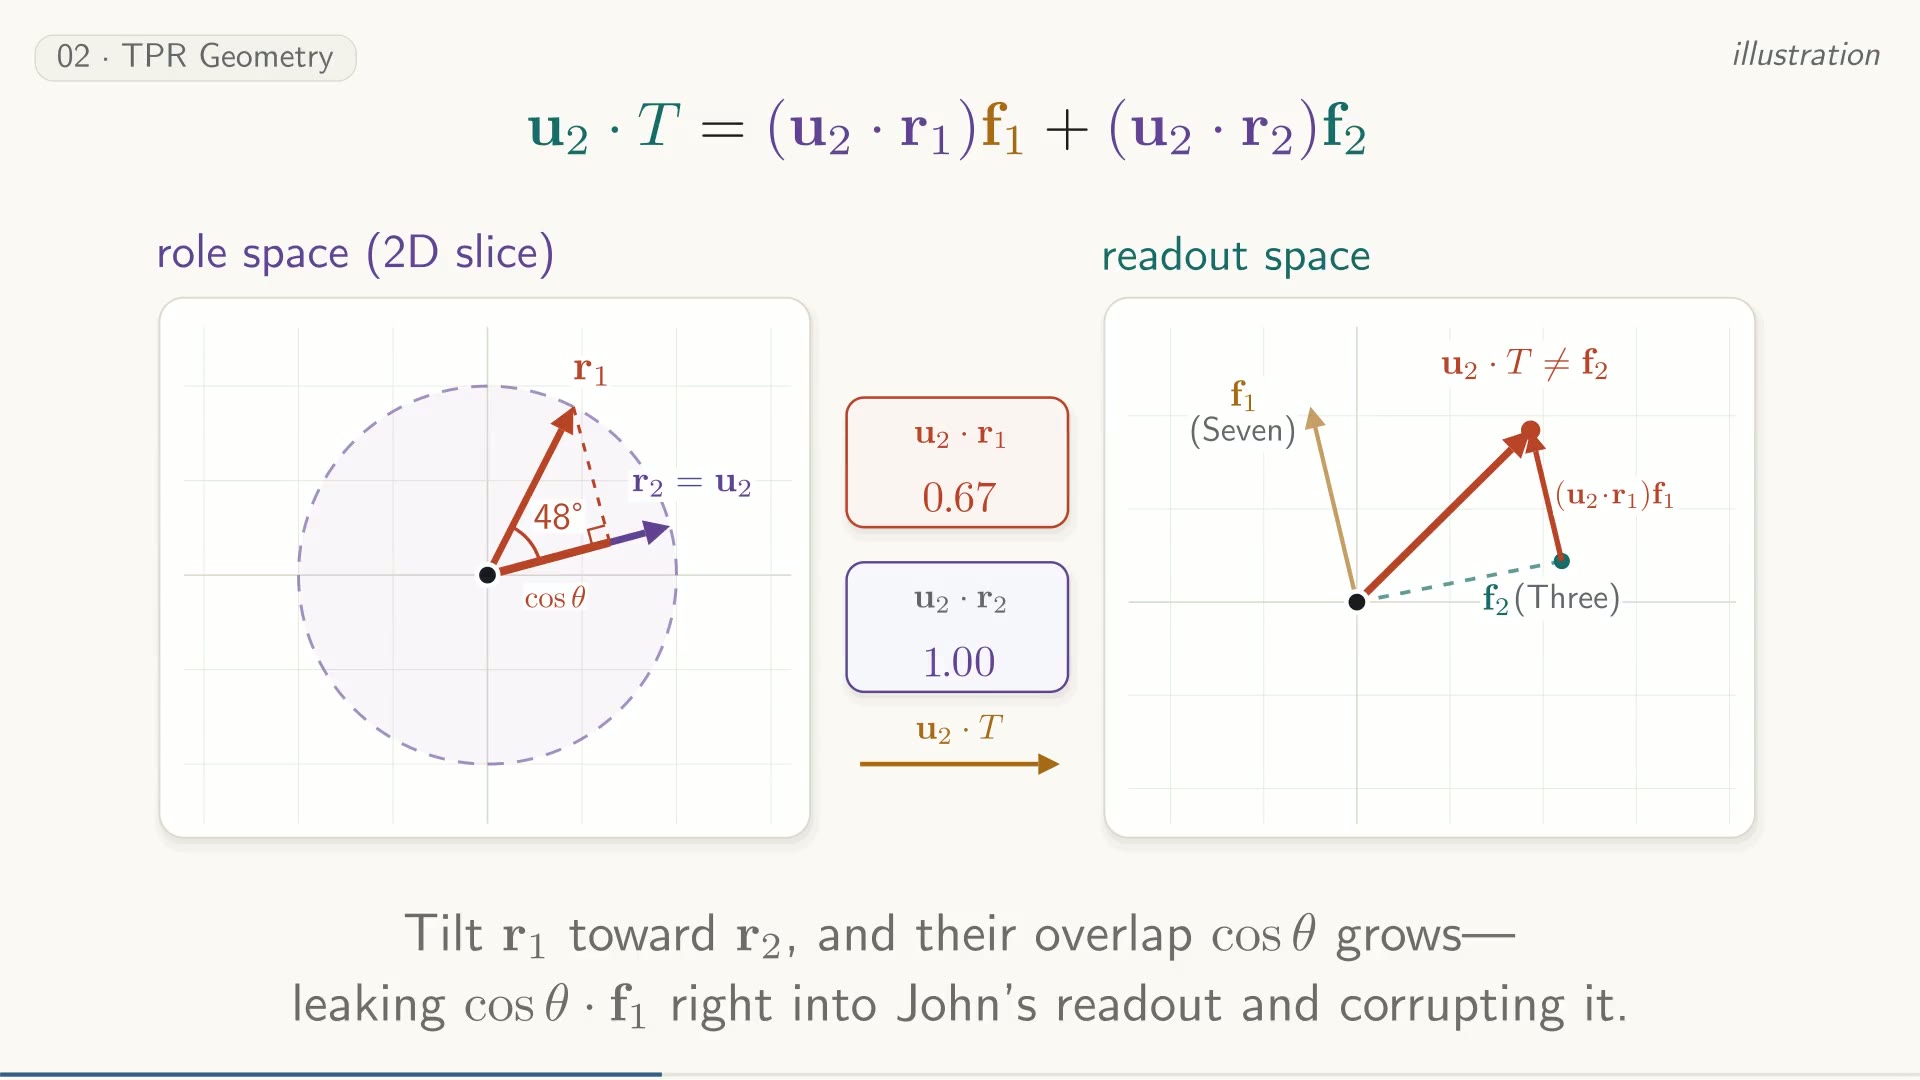 02 · TPR Geometry
illustration
u₂ · T = (u₂ · r₁)f₁ + (u₂ · r₂)f₂
role space (2D slice)
readout space
r₁
r₂ = u₂
48°
cos θ
u₂ · r₁
0.67
u₂ · r₂
1.00
u₂ · T
u₂ · T ≠ f₂
f₁
(Seven)
(u₂·r₁)f₁
f₂(Three)
Tilt r₁ toward r₂, and their overlap cos θ grows—
leaking cos θ · f₁ right into John’s readout and corrupting it.